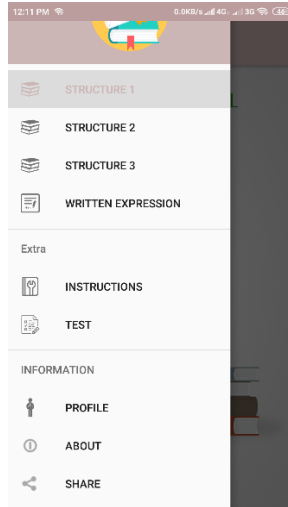 12:11 PM 0.0KB/s 4G 3G 44
STRUCTURE 1
STRUCTURE 2
STRUCTURE 3
WRITTEN EXPRESSION
Extra
INSTRUCTIONS
TEST
INFORMATION
PROFILE
ABOUT
SHARE